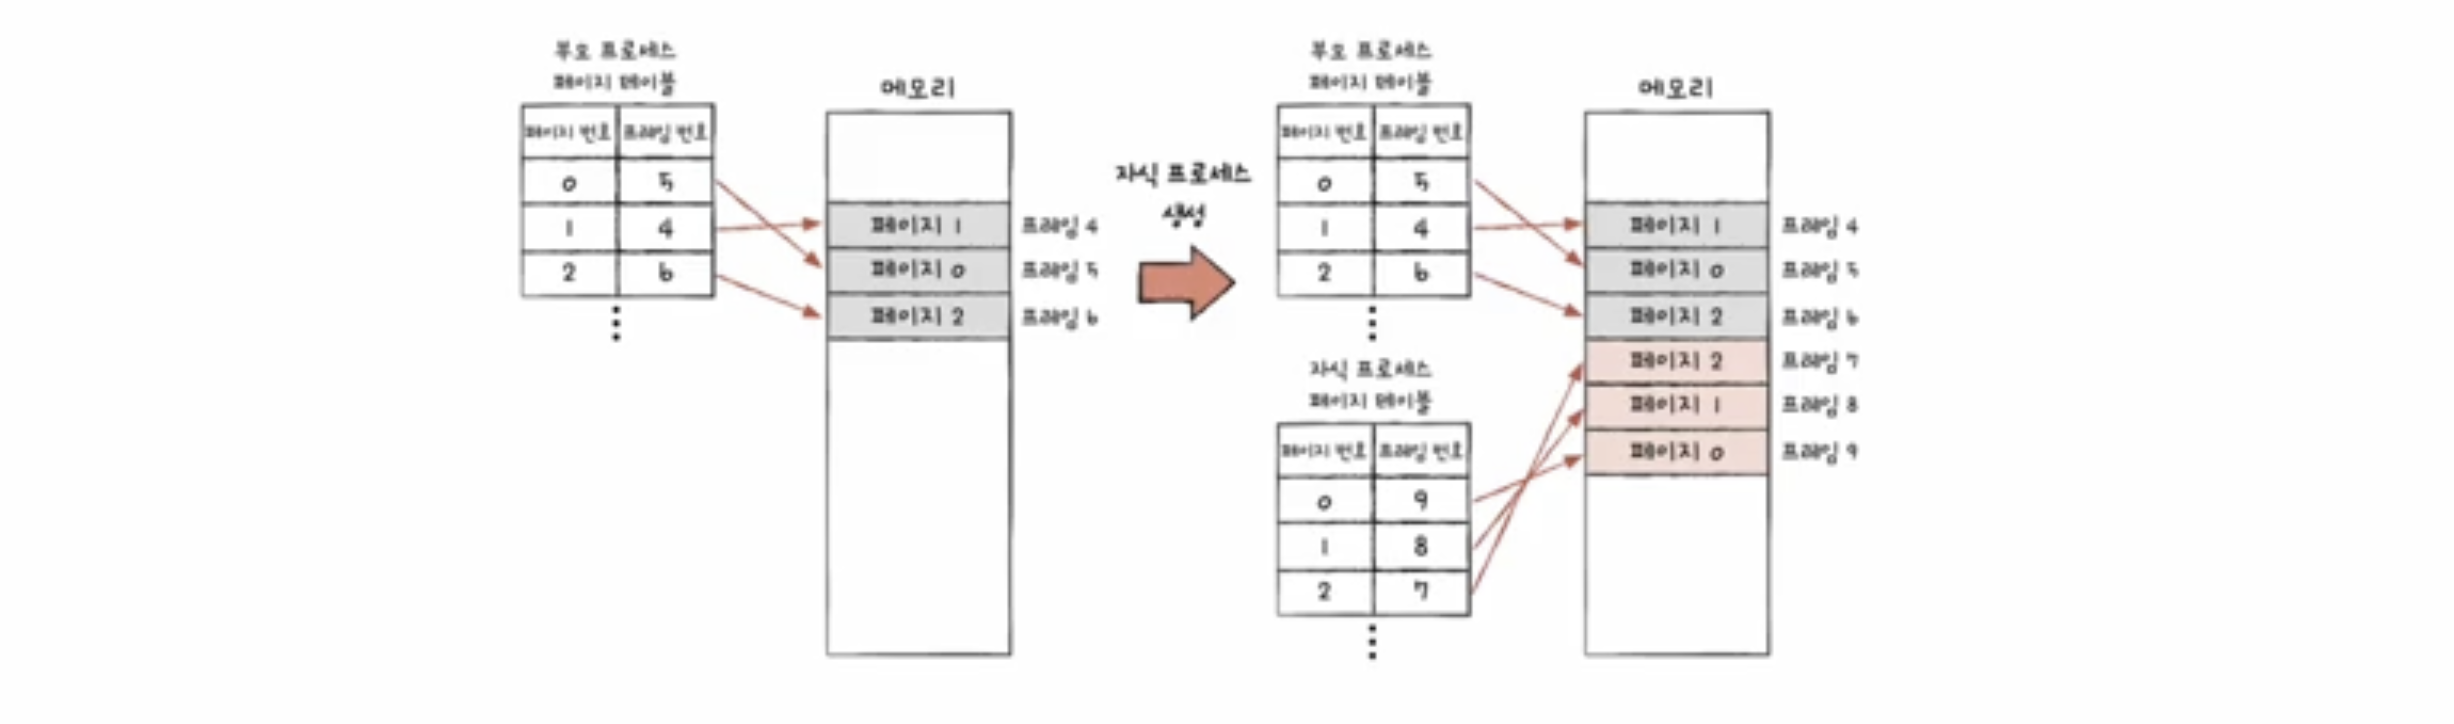 부모 프로세스
페이지 테이블
페이지 번호 프레임 번호
0 5
1 4
2 6
메모리
페이지 1 프레임 4
페이지 0 프레임 5
페이지 2 프레임 6
자식 프로세스
생성
부모 프로세스
페이지 테이블
페이지 번호 프레임 번호
0 5
1 4
2 6
자식 프로세스
페이지 테이블
페이지 번호 프레임 번호
0 9
1 8
2 7
메모리
페이지 1 프레임 4
페이지 0 프레임 5
페이지 2 프레임 6
페이지 2 프레임 7
페이지 1 프레임 8
페이지 0 프레임 9